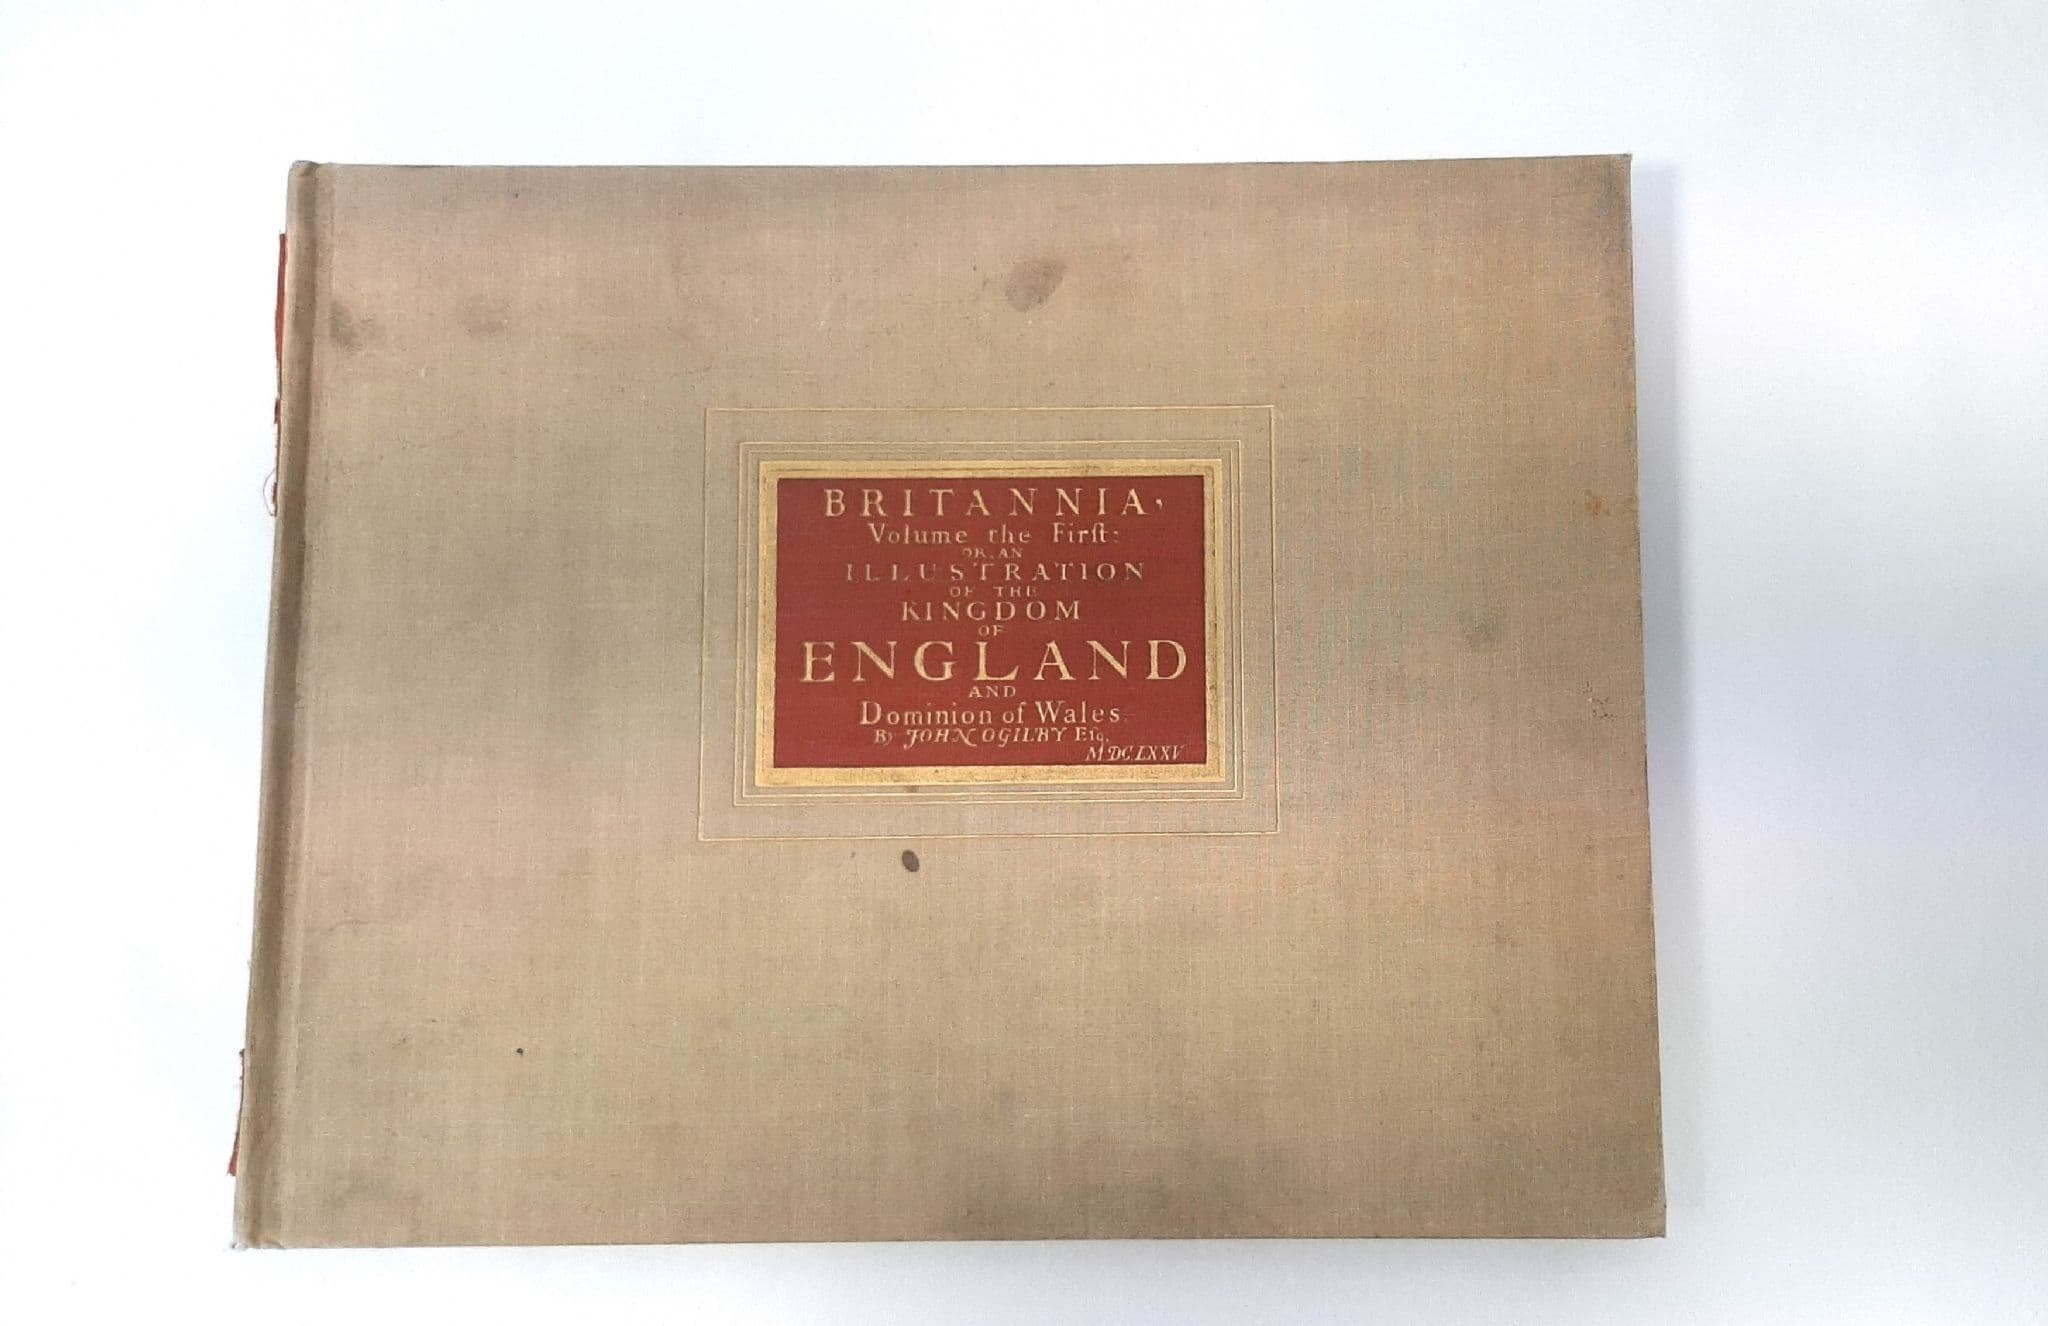 BRITANNIA,
Volume the Firſt:
OR, AN
ILLUSTRATION
OF THE
KINGDOM
OF
ENGLAND
AND
Dominion of Wales:
By JOHN OGILBY Eſq.
MDCLXXV